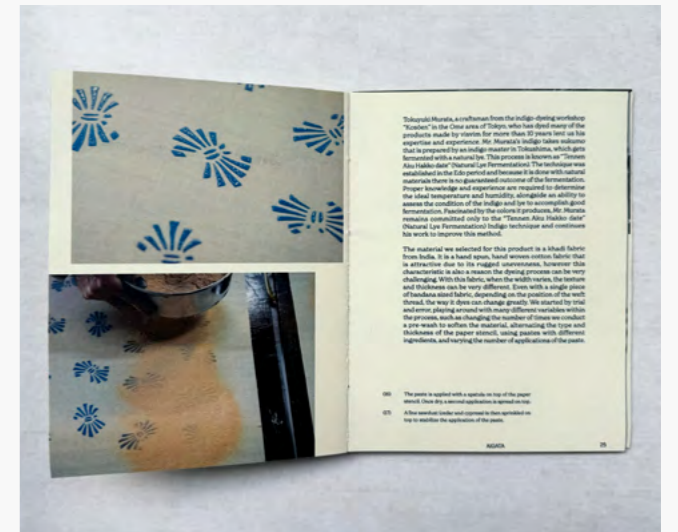 Tokuyuki Murata, a craftsman from the indigo-dyeing workshop
"Kosoen" in the Ome area of Tokyo, who has dyed many of the
products made by visvim for more than 10 years lent us his
expertise and experience. Mr. Murata's indigo takes sukumo
that is prepared by an indigo master in Tokushima, which gets
fermented with a natural lye. This process is known as "Tennen
Aku Hakko date" (Natural Lye Fermentation). The technique was
established in the Edo period and because it is done with natural
materials there is no guaranteed outcome of the fermentation.
Proper knowledge and experience are required to determine
the ideal temperature and humidity, alongside an ability to
assess the condition of the indigo and lye to accomplish good
fermentation. Fascinated by the colors it produces, Mr. Murata
remains committed only to the "Tennen Aku Hakko date"
(Natural Lye Fermentation) Indigo technique and continues
his work to improve this method.
The material we selected for this product is a khadi fabric
from India. It is a hand spun, hand woven cotton fabric that
is attractive due to its rugged unevenness, however this
characteristic is also a reason the dyeing process can be very
challenging. With this fabric, when the width varies, the texture
and thickness can be very different. Even with a single piece
of bandana sized fabric, depending on the position of the weft
thread, the way it dyes can change greatly. We started by trial
and error, playing around with many different variables within
the process, such as changing the number of times we conduct
a pre-wash to soften the material, alternating the type and
thickness of the paper stencil, using pastes with different
ingredients, and varying the number of applications of the paste.
The paste is applied with a spatula on top of the paper
stencil. Once dry, a second application is spread on top.
A fine sawdust (cedar and cypress) is then sprinkled on
top to stabilize the application of the paste.
25